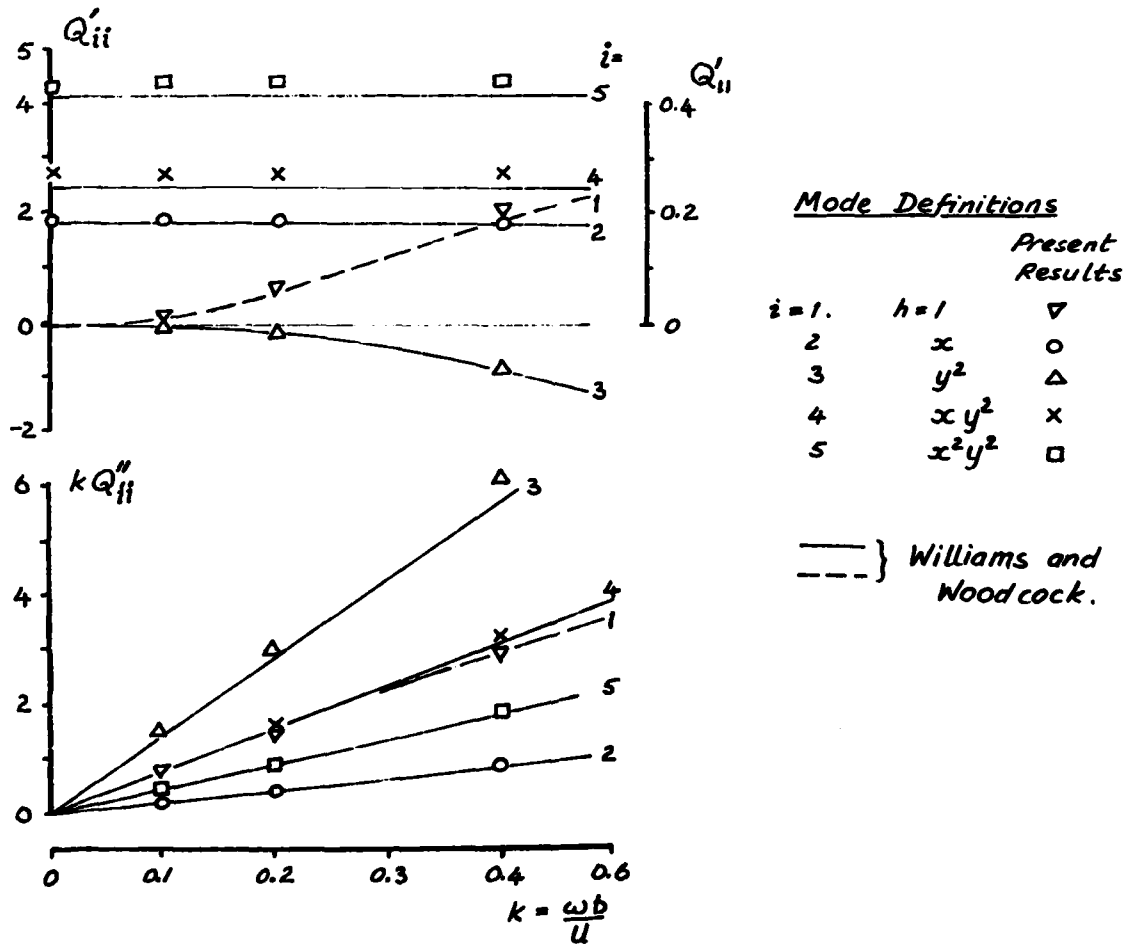 Q'ii
5
4
2
0
-2
i=
5
4
1
2
3
Q'11
0.4
0.2
0
kQ"ii
6
4
2
0
3
4
1
5
2
0
0.1
0.2
0.3
0.4
0.6
k = ωb/U
Mode Definitions
Present
Results
i = 1. h = 1 ▽
2 x ○
3 y² △
4 xy² ×
5 x²y² □
} Williams and
Woodcock.